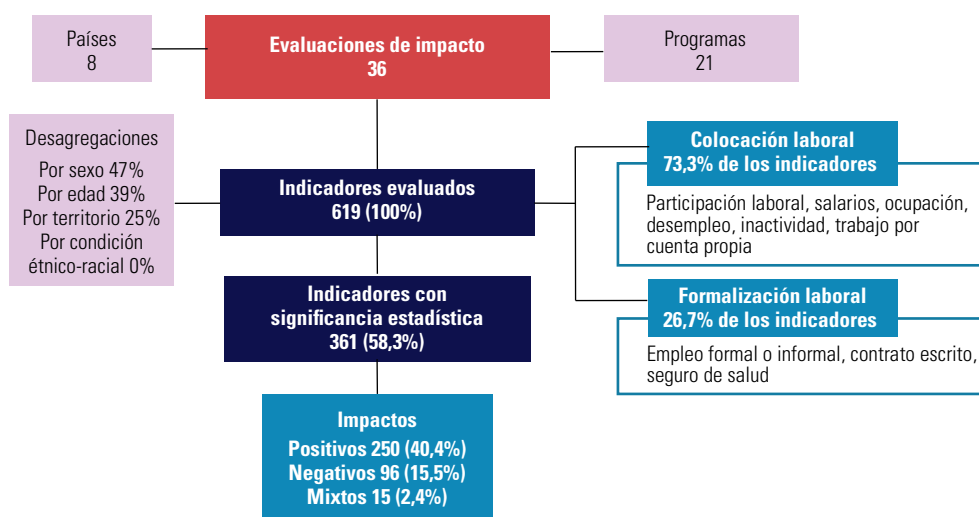 Países
8
Evaluaciones de impacto
36
Programas
21
Desagregaciones
Por sexo 47%
Por edad 39%
Por territorio 25%
Por condición
étnico-racial 0%
Indicadores evaluados
619 (100%)
Colocación laboral
73,3% de los indicadores
Participación laboral, salarios, ocupación,
desempleo, inactividad, trabajo por
cuenta propia
Indicadores con
significancia estadística
361 (58,3%)
Formalización laboral
26,7% de los indicadores
Empleo formal o informal, contrato escrito,
seguro de salud
Impactos
Positivos 250 (40,4%)
Negativos 96 (15,5%)
Mixtos 15 (2,4%)